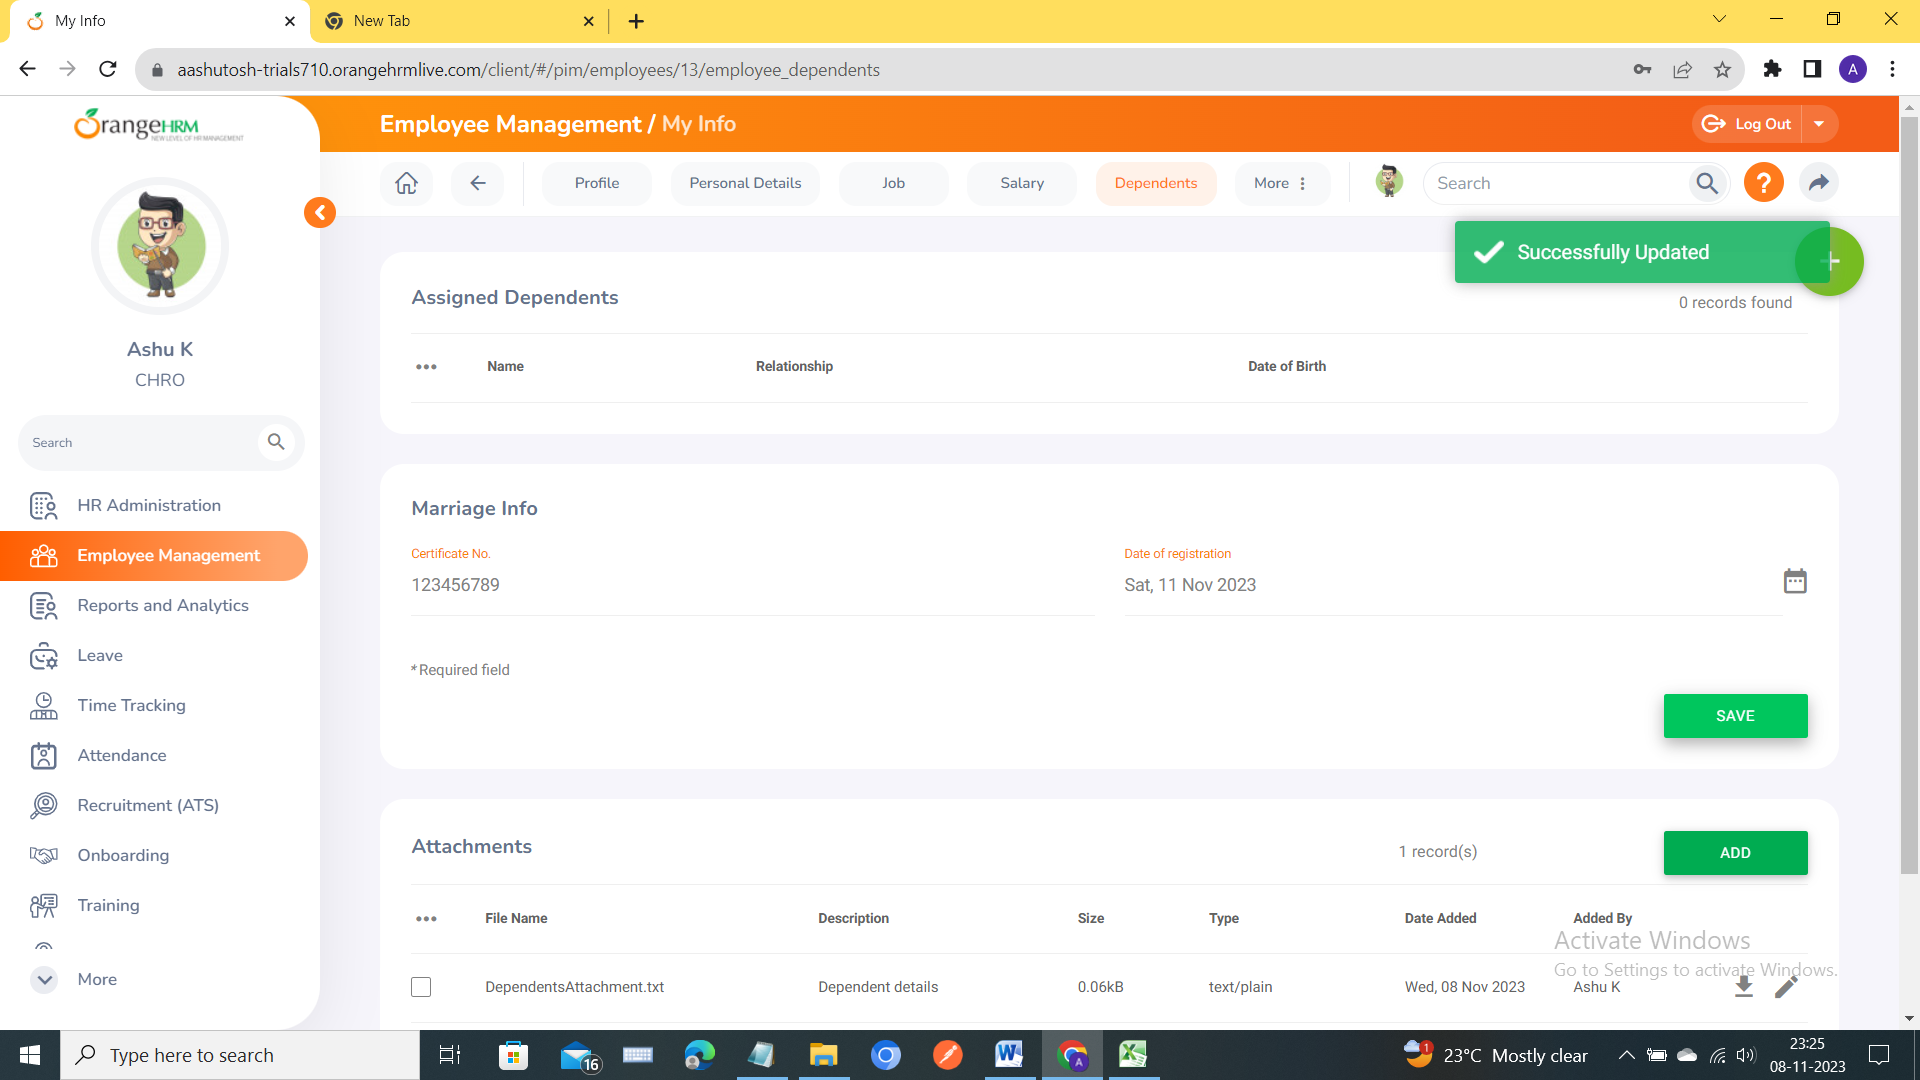 My Info
New Tab
aashutosh-trials710.orangehrmlive.com/client/#/pim/employees/13/employee_dependents
A
OrangeHRM
NEW LEVEL OF HR MANAGEMENT
Employee Management / My Info
Log Out
Profile
Personal Details
Job
Salary
Dependents
More
Search
?
Successfully Updated
Ashu K
CHRO
Search
HR Administration
Employee Management
Reports and Analytics
Leave
Time Tracking
Attendance
Recruitment (ATS)
Onboarding
Training
More
Assigned Dependents
0 records found
Name Relationship Date of Birth
Marriage Info
Certificate No. Date of registration
123456789 Sat, 11 Nov 2023
*Required field
SAVE
Attachments
1 record(s)
ADD
File Name Description Size Type Date Added Added By
DependentsAttachment.txt Dependent details 0.06kB text/plain Wed, 08 Nov 2023 Ashu K
Activate Windows
Go to Settings to activate Windows.
Type here to search
16
A
1
23°C Mostly clear
23:25
08-11-2023